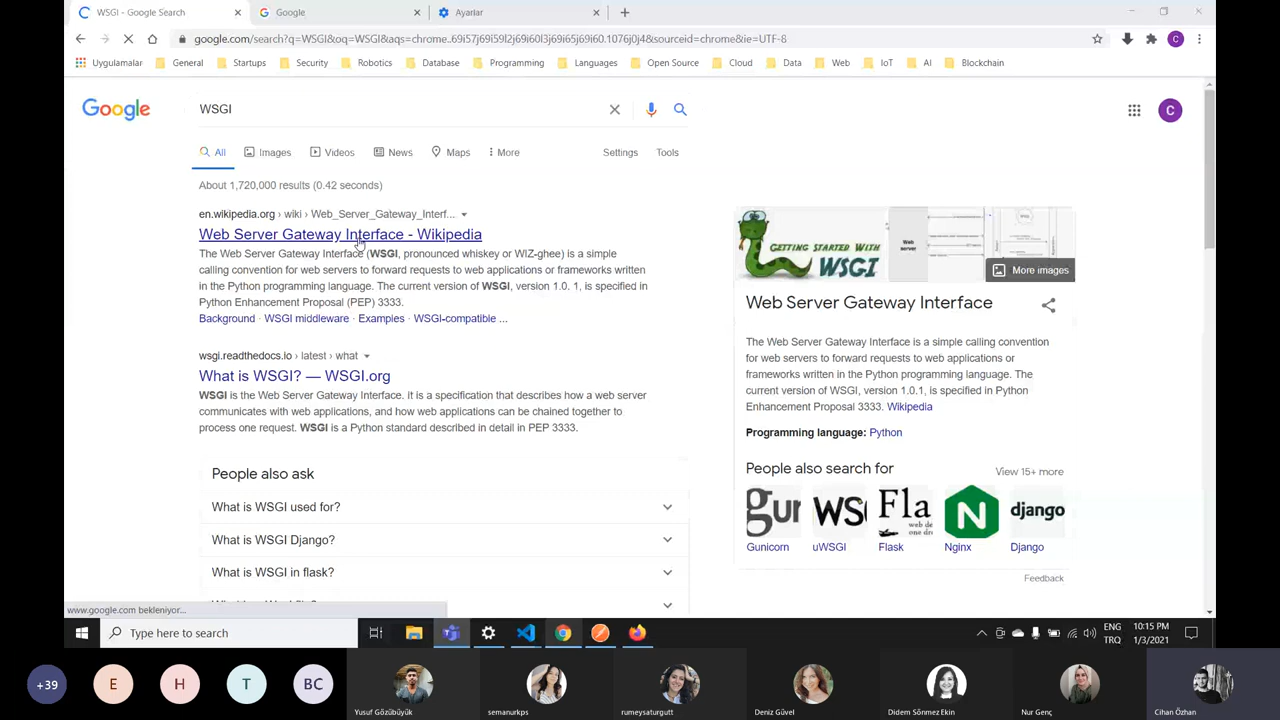 WSGI - Google Search
Google
Ayarlar
google.com/search?q=WSGI&oq=WSGI&aqs=chrome..69i57j69i59l2j69i60l3j69i65j69i60.1076j0j4&sourceid=chrome&ie=UTF-8
Uygulamalar General Startups Security Robotics Database Programming Languages Open Source Cloud Data Web IoT AI Blockchain
Google
WSGI
C
All Images Videos News Maps More Settings Tools
About 1,720,000 results (0.42 seconds)
en.wikipedia.org › wiki › Web_Server_Gateway_Interf...
Web Server Gateway Interface - Wikipedia
The Web Server Gateway Interface (WSGI, pronounced whiskey or WIZ-ghee) is a simple
calling convention for web servers to forward requests to web applications or frameworks written
in the Python programming language. The current version of WSGI, version 1.0. 1, is specified in
Python Enhancement Proposal (PEP) 3333.
Background · WSGI middleware · Examples · WSGI-compatible ...
wsgi.readthedocs.io › latest › what
What is WSGI? — WSGI.org
WSGI is the Web Server Gateway Interface. It is a specification that describes how a web server
communicates with web applications, and how web applications can be chained together to
process one request. WSGI is a Python standard described in detail in PEP 3333.
People also ask
What is WSGI used for?
What is WSGI Django?
What is WSGI in flask?
GETTING STARTED WITH
WSGI
Web
server
More images
Web Server Gateway Interface
The Web Server Gateway Interface is a simple calling convention
for web servers to forward requests to web applications or
frameworks written in the Python programming language. The
current version of WSGI, version 1.0.1, is specified in Python
Enhancement Proposal 3333. Wikipedia
Programming language: Python
People also search for
View 15+ more
gun WSG Fla N django
Gunicorn uWSGI Flask Nginx Django
Feedback
www.google.com bekleniyor...
Type here to search
ENG
TRQ
10:15 PM
1/3/2021
+39 E H T BC
Yusuf Gözübüyük semanurkps rumeysaturgutt Deniz Güvel Didem Sönmez Ekin Nur Genç Cihan Özhan